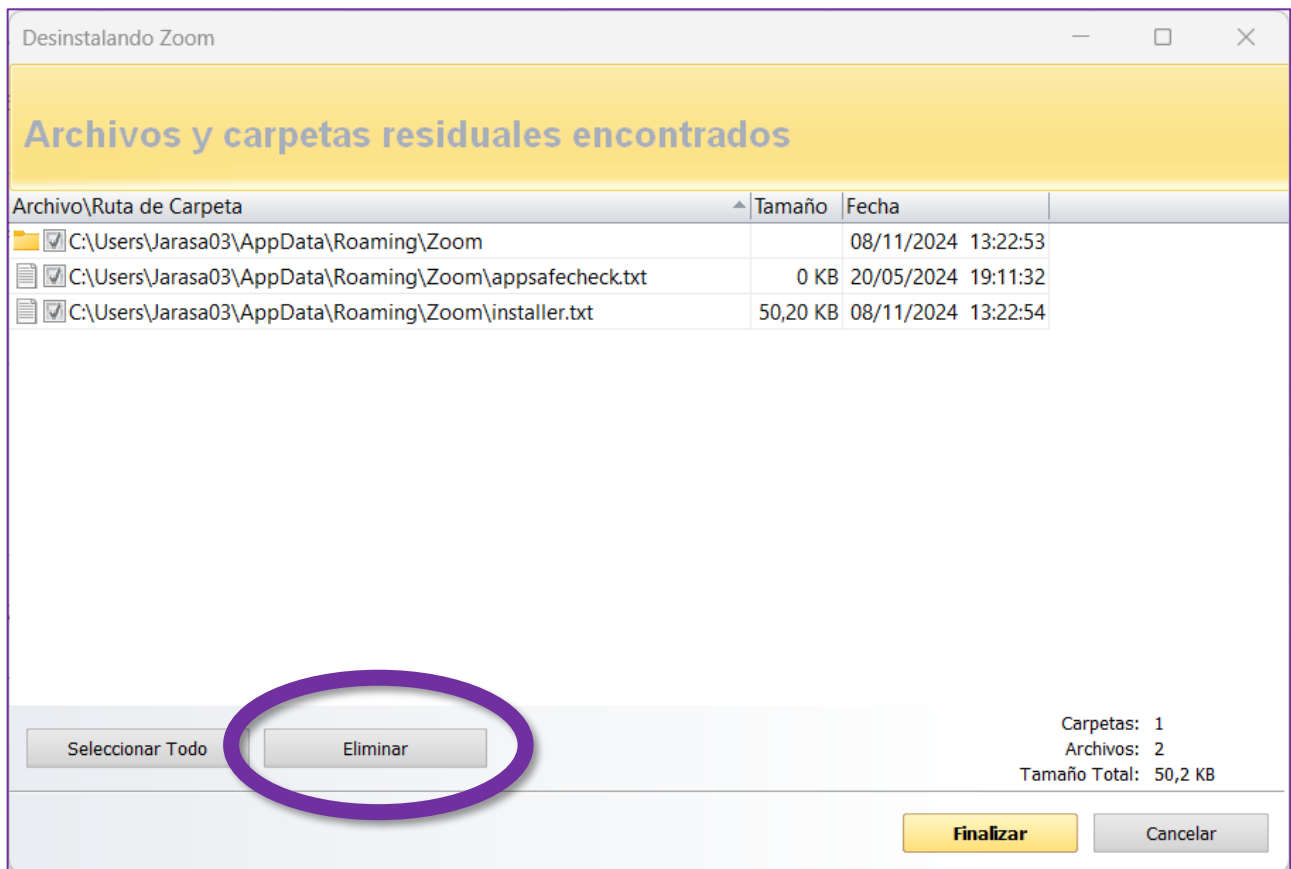 Desinstalando Zoom
Archivos y carpetas residuales encontrados
Archivo\Ruta de Carpeta Tamaño Fecha
C:\Users\Jarasa03\AppData\Roaming\Zoom 08/11/2024 13:22:53
C:\Users\Jarasa03\AppData\Roaming\Zoom\appsafecheck.txt 0 KB 20/05/2024 19:11:32
C:\Users\Jarasa03\AppData\Roaming\Zoom\installer.txt 50,20 KB 08/11/2024 13:22:54
Seleccionar Todo Eliminar
Carpetas: 1
Archivos: 2
Tamaño Total: 50,2 KB
Finalizar Cancelar